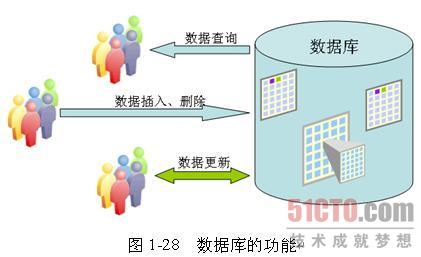 数据查询
数据库
数据插入、删除
数据更新
51CTO.com
技术成就梦想
图 1-28 数据库的功能